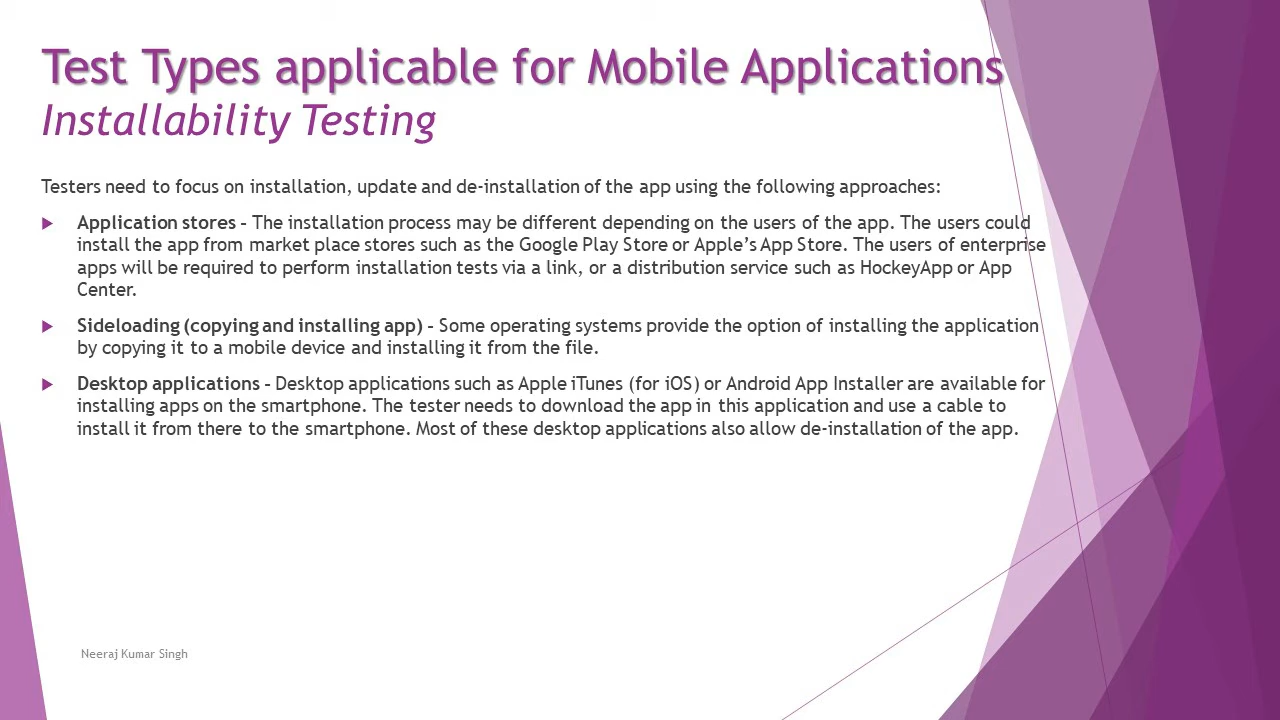 Test Types applicable for Mobile Applications
Installability Testing
Testers need to focus on installation, update and de-installation of the app using the following approaches:
Application stores – The installation process may be different depending on the users of the app. The users could
install the app from market place stores such as the Google Play Store or Apple’s App Store. The users of enterprise
apps will be required to perform installation tests via a link, or a distribution service such as HockeyApp or App
Center.
Sideloading (copying and installing app) – Some operating systems provide the option of installing the application
by copying it to a mobile device and installing it from the file.
Desktop applications – Desktop applications such as Apple iTunes (for iOS) or Android App Installer are available for
installing apps on the smartphone. The tester needs to download the app in this application and use a cable to
install it from there to the smartphone. Most of these desktop applications also allow de-installation of the app.
Neeraj Kumar Singh